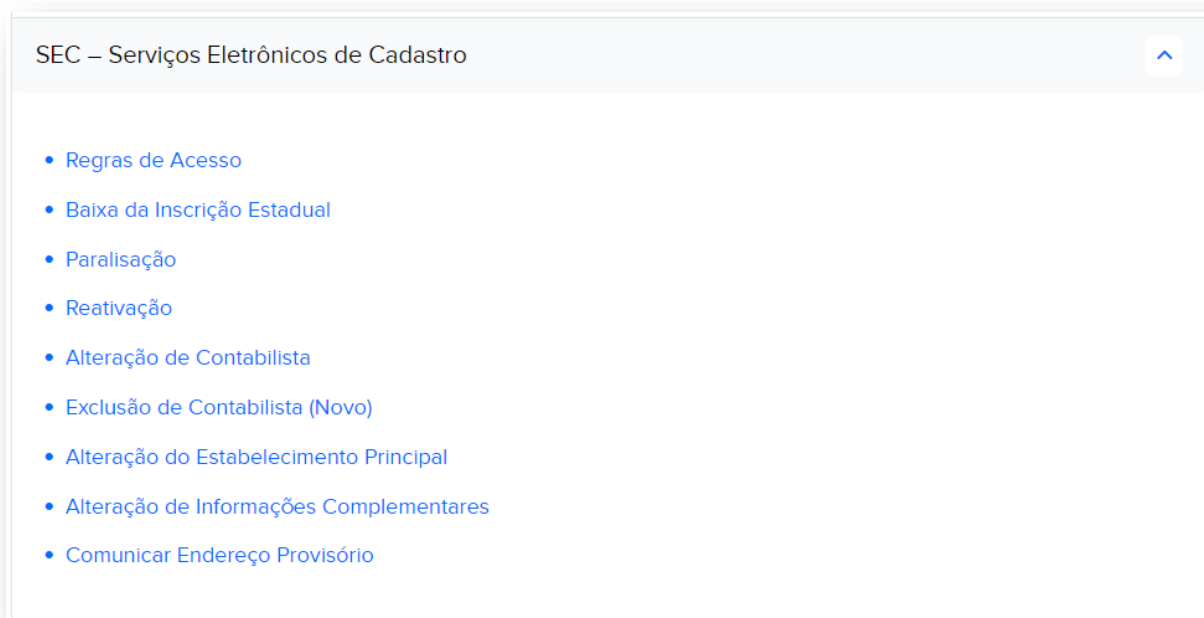 SEC – Serviços Eletrônicos de Cadastro
Regras de Acesso
Baixa da Inscrição Estadual
Paralisação
Reativação
Alteração de Contabilista
Exclusão de Contabilista (Novo)
Alteração do Estabelecimento Principal
Alteração de Informações Complementares
Comunicar Endereço Provisório